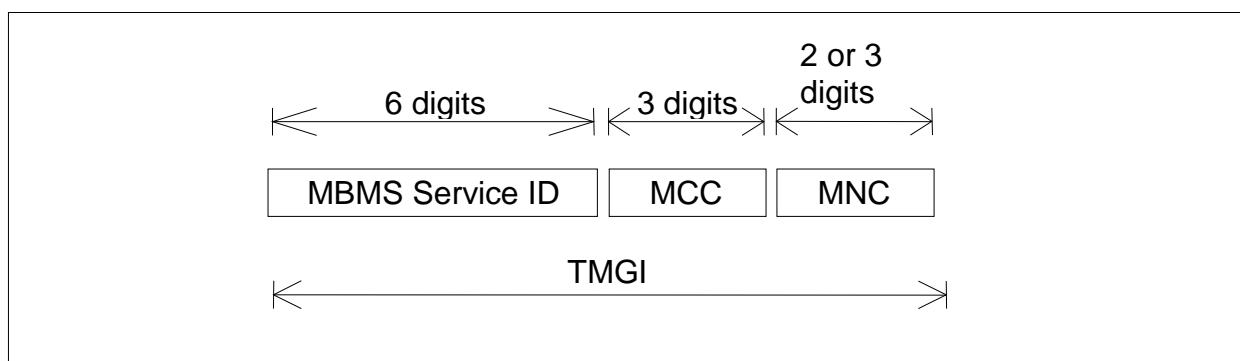 2 or 3
digits
6 digits
3 digits
MBMS Service ID
MCC
MNC
TMGI